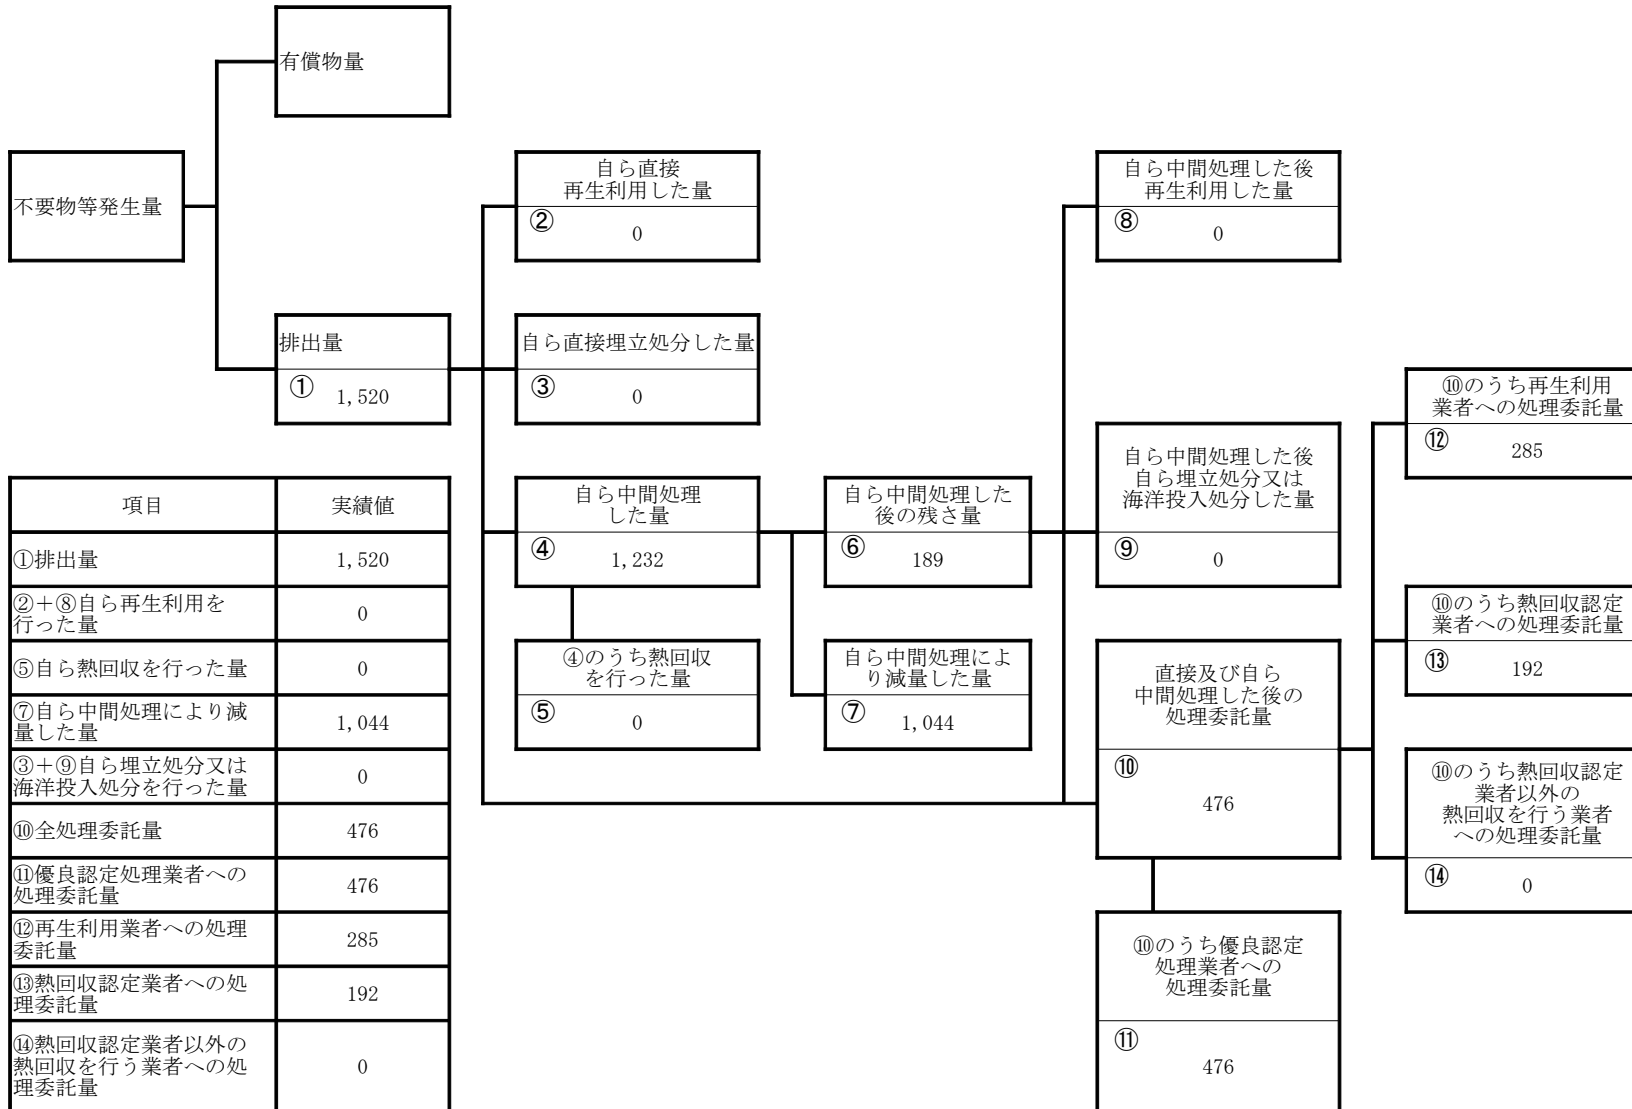 有償物量
不要物等発生量
自ら直接
再生利用した量
②
0
自ら中間処理した後
再生利用した量
⑧
0
排出量
①
1,520
自ら直接埋立処分した量
③
0
⑩のうち再生利用
業者への処理委託量
⑫
285
自ら中間処理した後
自ら埋立処分又は
海洋投入処分した量
⑨
0
自ら中間処理
した量
④
1,232
自ら中間処理した
後の残さ量
⑥
189
⑩のうち熱回収認定
業者への処理委託量
⑬
192
④のうち熱回収
を行った量
⑤
0
自ら中間処理によ
り減量した量
⑦
1,044
直接及び自ら
中間処理した後の
処理委託量
⑩
476
⑩のうち熱回収認定
業者以外の
熱回収を行う業者
への処理委託量
⑭
0
⑩のうち優良認定
処理業者への
処理委託量
⑪
476
項目 実績値
①排出量 1,520
②+⑧自ら再生利用を
行った量
0
⑤自ら熱回収を行った量 0
⑦自ら中間処理により減
量した量
1,044
③+⑨自ら埋立処分又は
海洋投入処分を行った量
0
⑩全処理委託量 476
⑪優良認定処理業者への
処理委託量
476
⑫再生利用業者への処理
委託量
285
⑬熱回収認定業者への処
理委託量
192
⑭熱回収認定業者以外の
熱回収を行う業者への処
理委託量
0